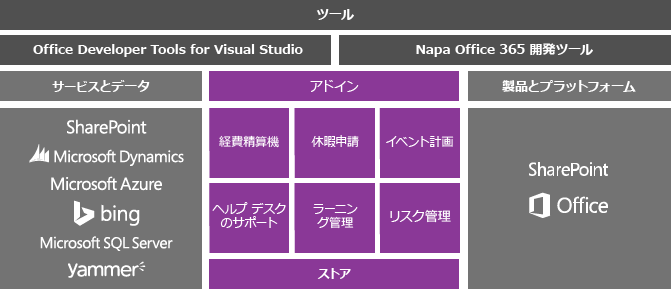 ツール
Office Developer Tools for Visual Studio
Napa Office 365 開発ツール
サービスとデータ
SharePoint
Microsoft Dynamics
Microsoft Azure
bing
Microsoft SQL Server
yammer
アドイン
経費精算機
休暇申請
イベント計画
ヘルプ デスク
のサポート
ラーニン
グ管理
リスク管理
ストア
製品とプラットフォーム
SharePoint
Office